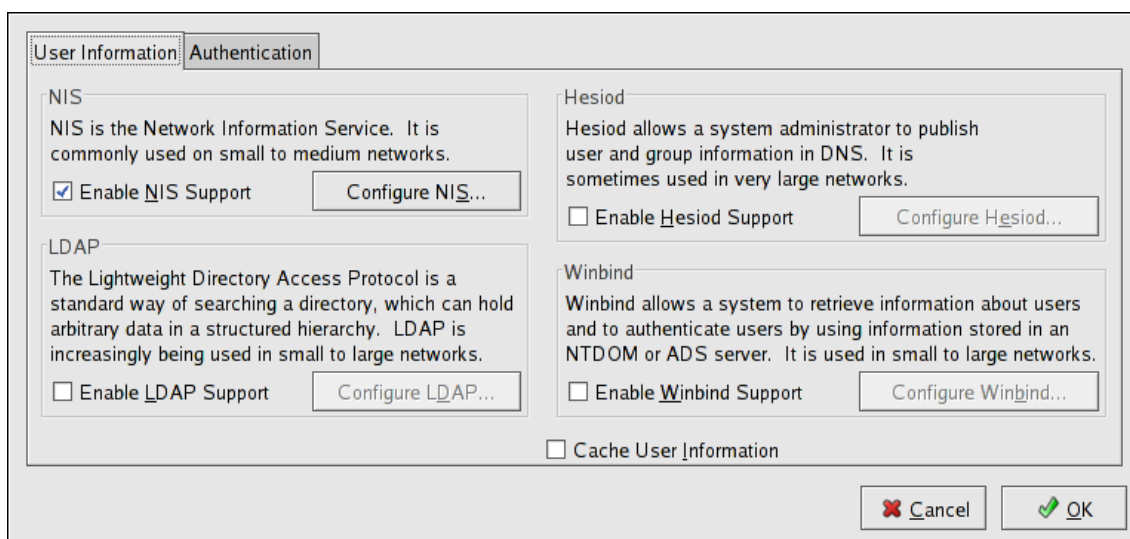 User Information
Authentication
NIS
NIS is the Network Information Service. It is
commonly used on small to medium networks.
Enable NIS Support
Configure NIS...
LDAP
The Lightweight Directory Access Protocol is a
standard way of searching a directory, which can hold
arbitrary data in a structured hierarchy. LDAP is
increasingly being used in small to large networks.
Enable LDAP Support
Configure LDAP...
Hesiod
Hesiod allows a system administrator to publish
user and group information in DNS. It is
sometimes used in very large networks.
Enable Hesiod Support
Configure Hesiod...
Winbind
Winbind allows a system to retrieve information about users
and to authenticate users by using information stored in an
NTDOM or ADS server. It is used in small to large networks.
Enable Winbind Support
Configure Winbind...
Cache User Information
Cancel
OK